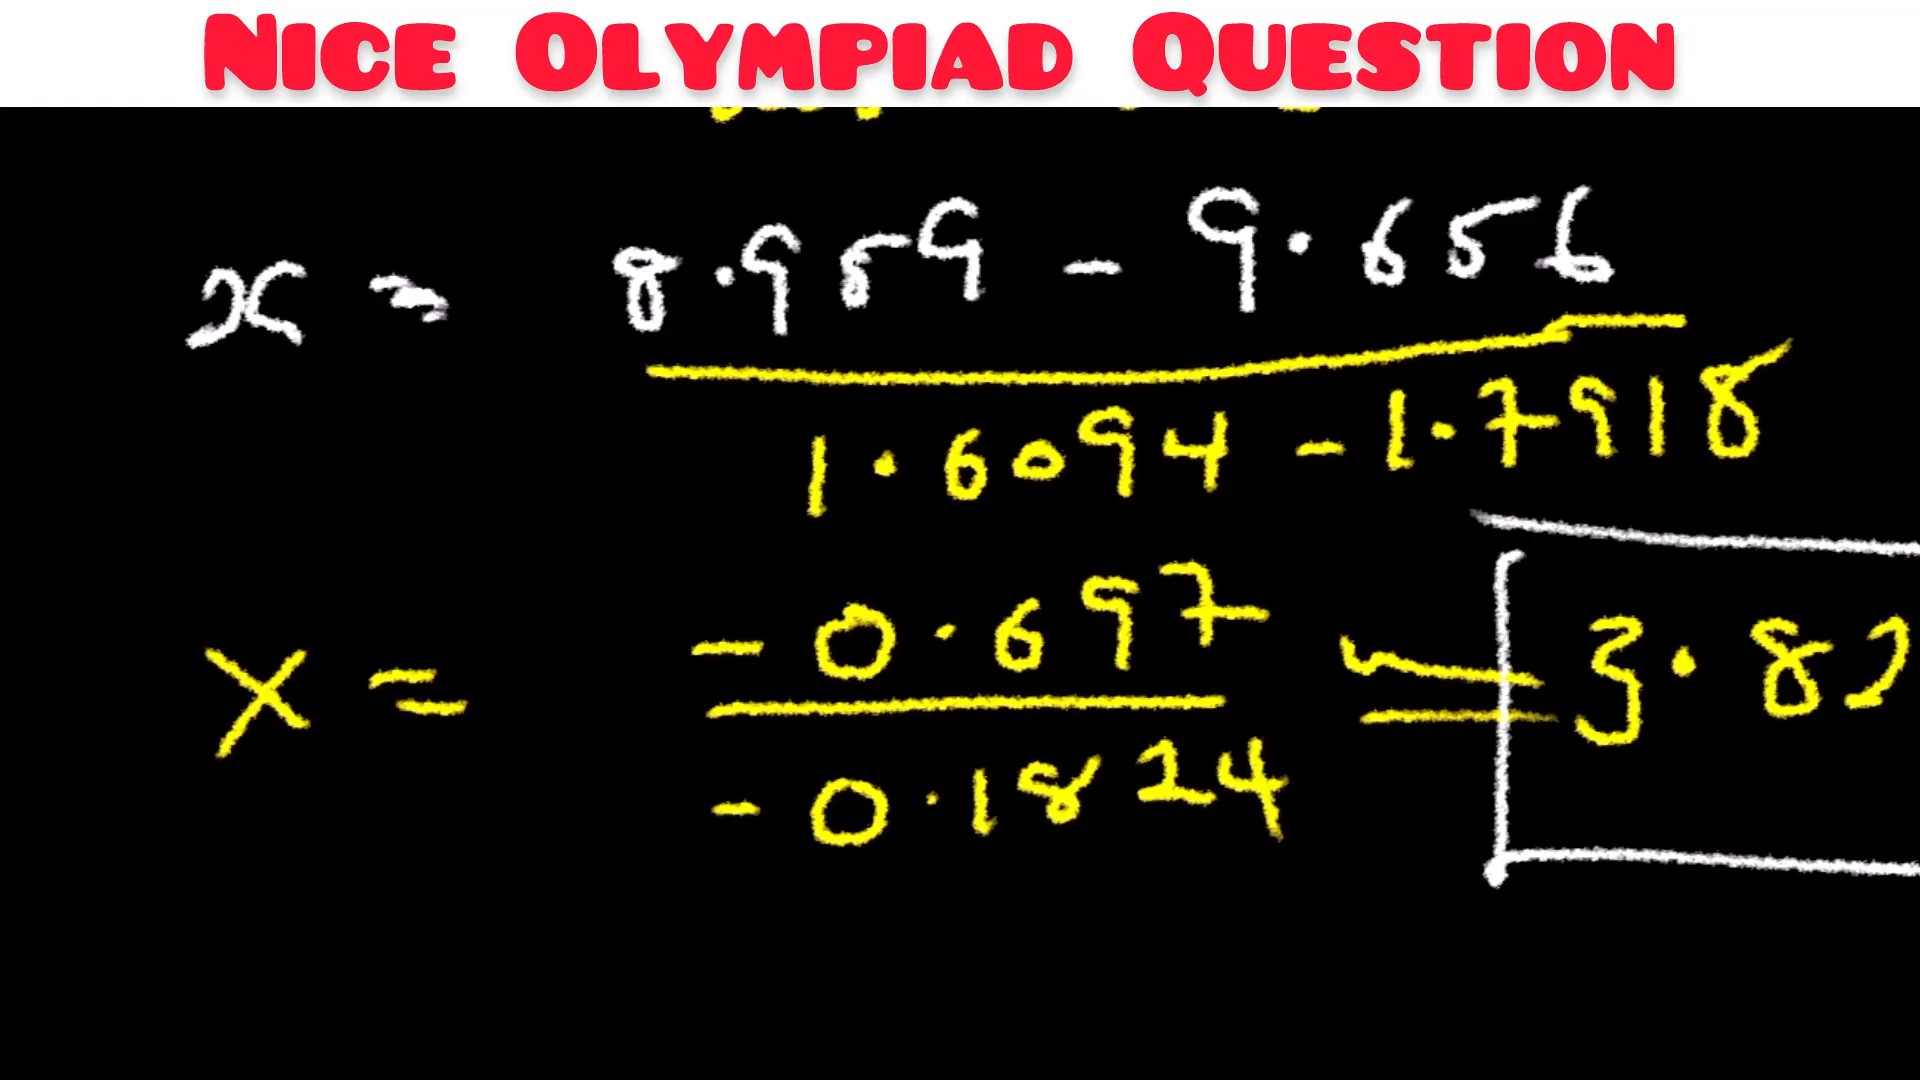 Nice Olympiad Question
x = 8.959 - 9.656
1.6094 - 1.7918
x = -0.697 = 3.82
-0.1824